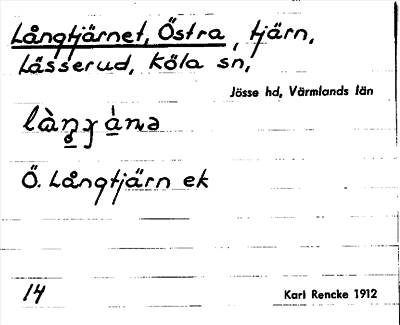 Långtjärnet, Östra, tjärn,
Lässerud, Köla sn,
Jösse hd, Värmlands län
Ö. Långtjärn ek
14
Karl Rencke 1912